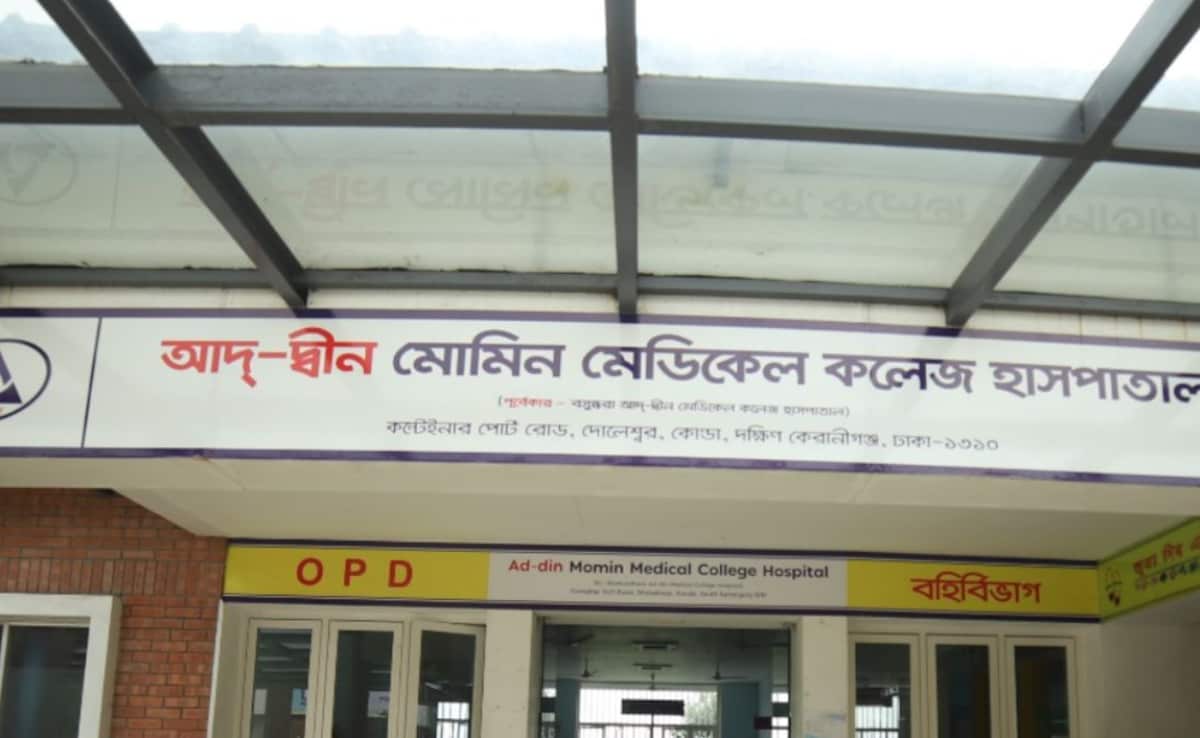 আদ্-দ্বীন মোমিন মেডিকেল কলেজ হাসপাতাল
(পূর্বেকার - বসুন্ধরা আদ্-দ্বীন মেডিকেল কলেজ হাসপাতাল)
কন্টেইনার পোর্ট রোড, দোলেশ্বর, কোন্ডা, দক্ষিণ কেরানীগঞ্জ, ঢাকা-১৩১০
OPD
Ad-din Momin Medical College Hospital
বহির্বিভাগ